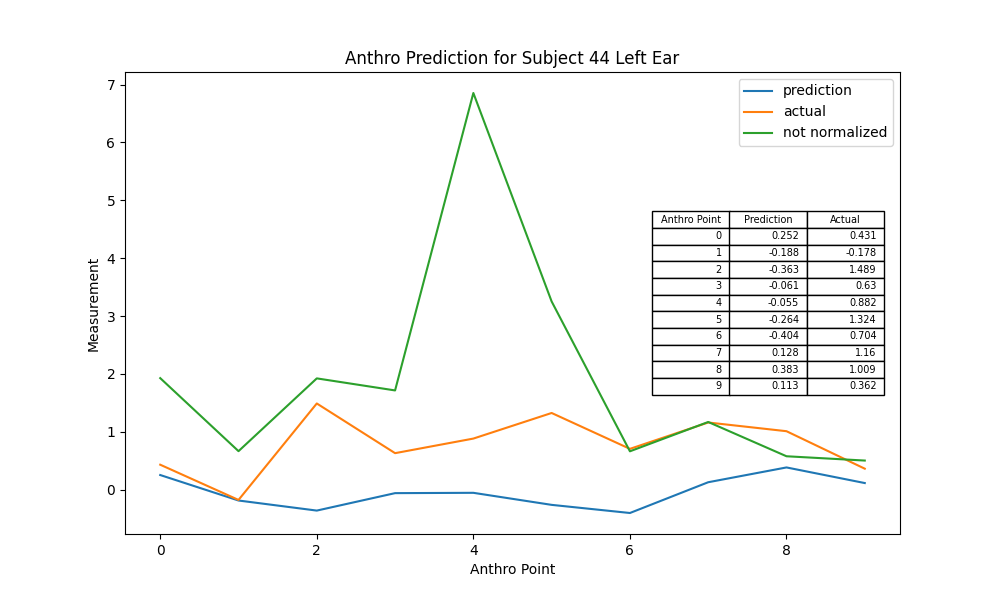 Anthro Prediction for Subject 44 Left Ear
7
6
5
4
3
2
1
0
Measurement
prediction
actual
not normalized
Anthro Point Prediction Actual
0 0.252 0.431
1 -0.188 -0.178
2 -0.363 1.489
3 -0.061 0.63
4 -0.055 0.882
5 -0.264 1.324
6 -0.404 0.704
7 0.128 1.16
8 0.383 1.009
9 0.113 0.362
0 2 4 6 8
Anthro Point